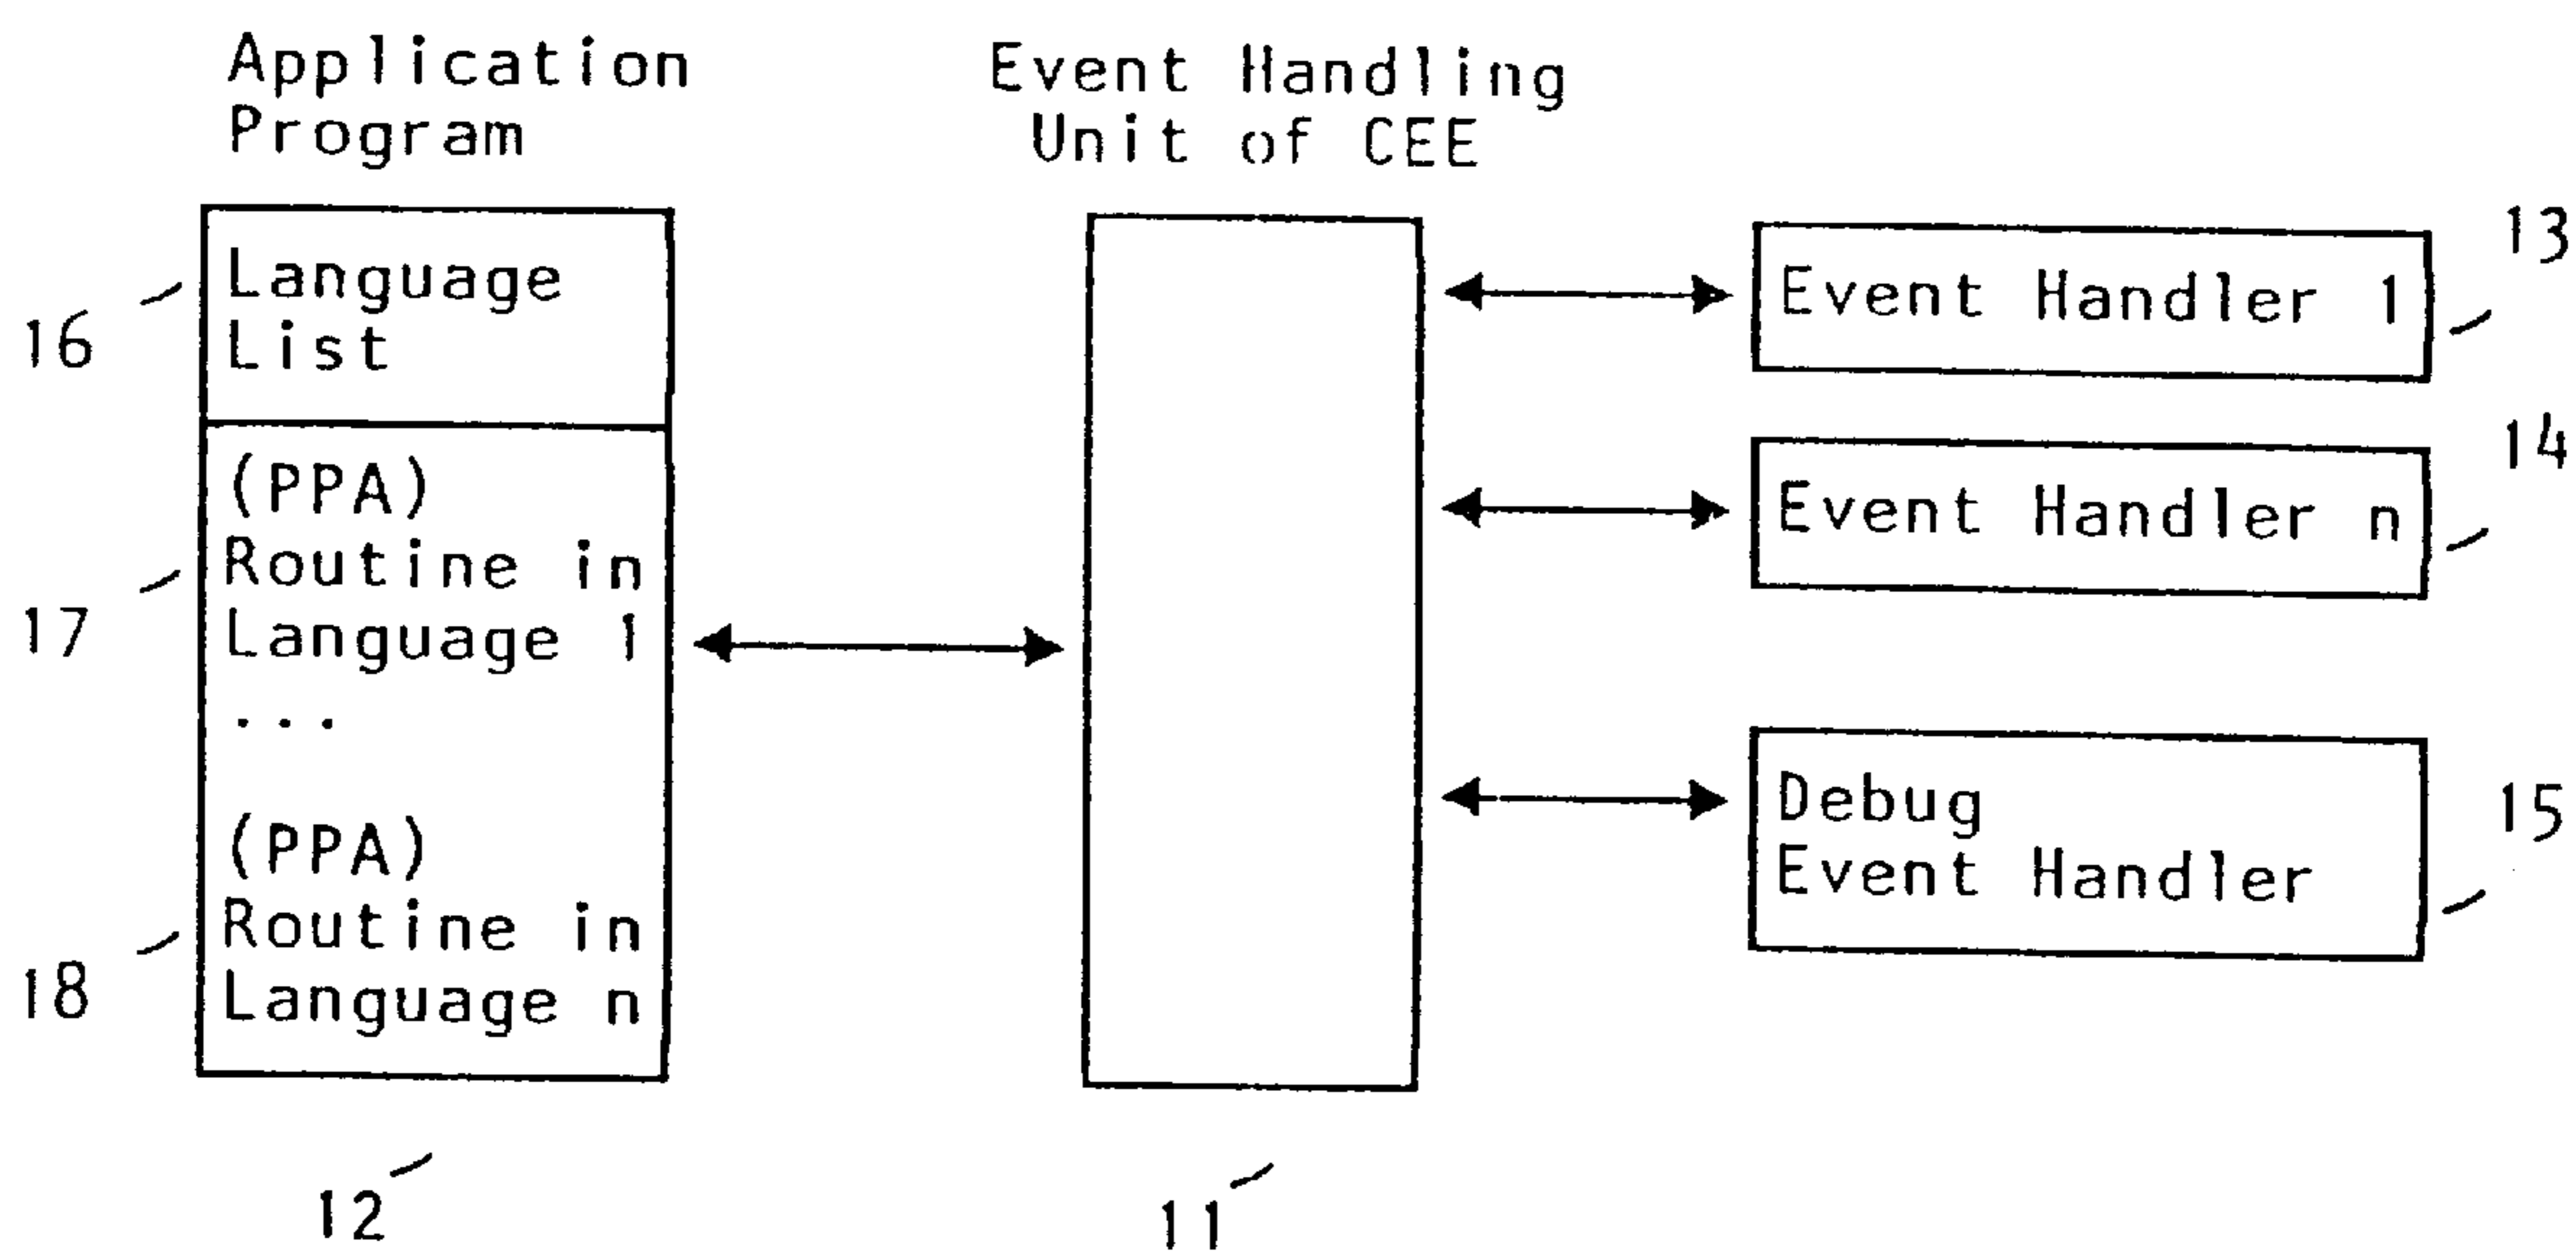 Application
Program
Event Handling
Unit of CEE
16
Language
List
17
(PPA)
Routine in
Language 1
...
18
(PPA)
Routine in
Language n
12
11
Event Handler 1
13
Event Handler n
14
Debug
Event Handler
15